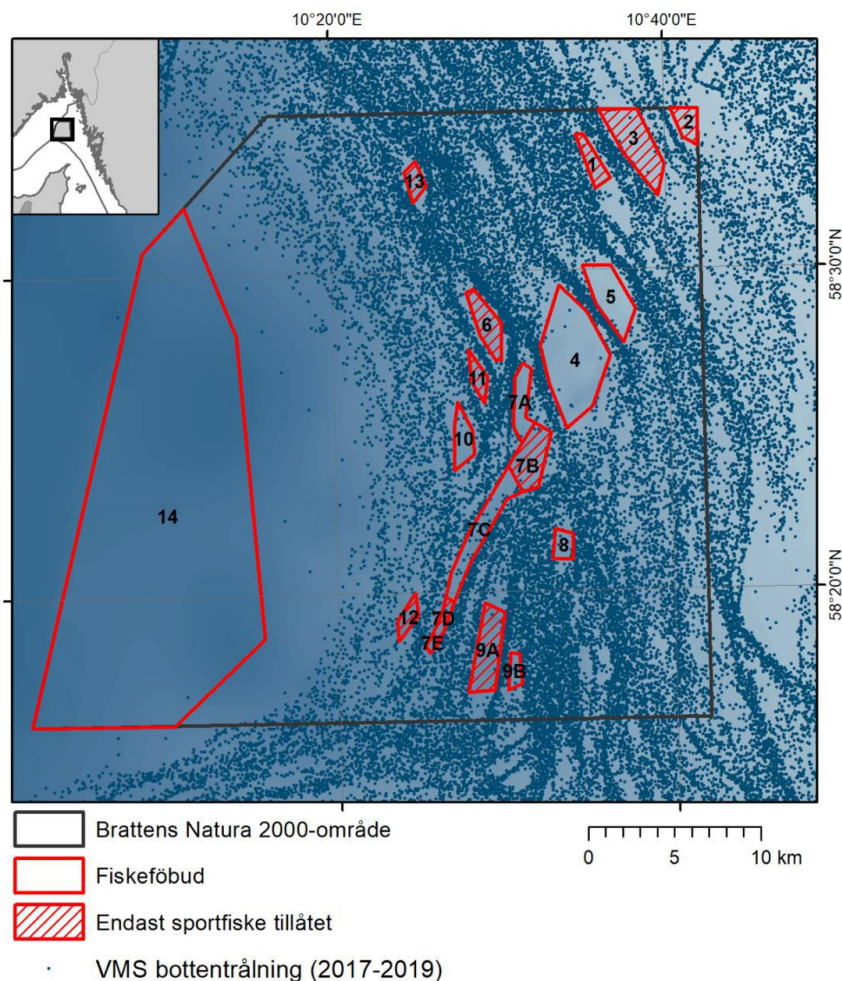 10°20'0"E
10°40'0"E
2
3
1
13
58°30'0"N
5
6
4
11
7A
10
7B
14
7C
8
58°20'0"N
12
7D
7E
9A
9B
Brattens Natura 2000-område
0 5 10 km
Fiskeföbud
Endast sportfiske tillåtet
VMS bottentrålning (2017-2019)